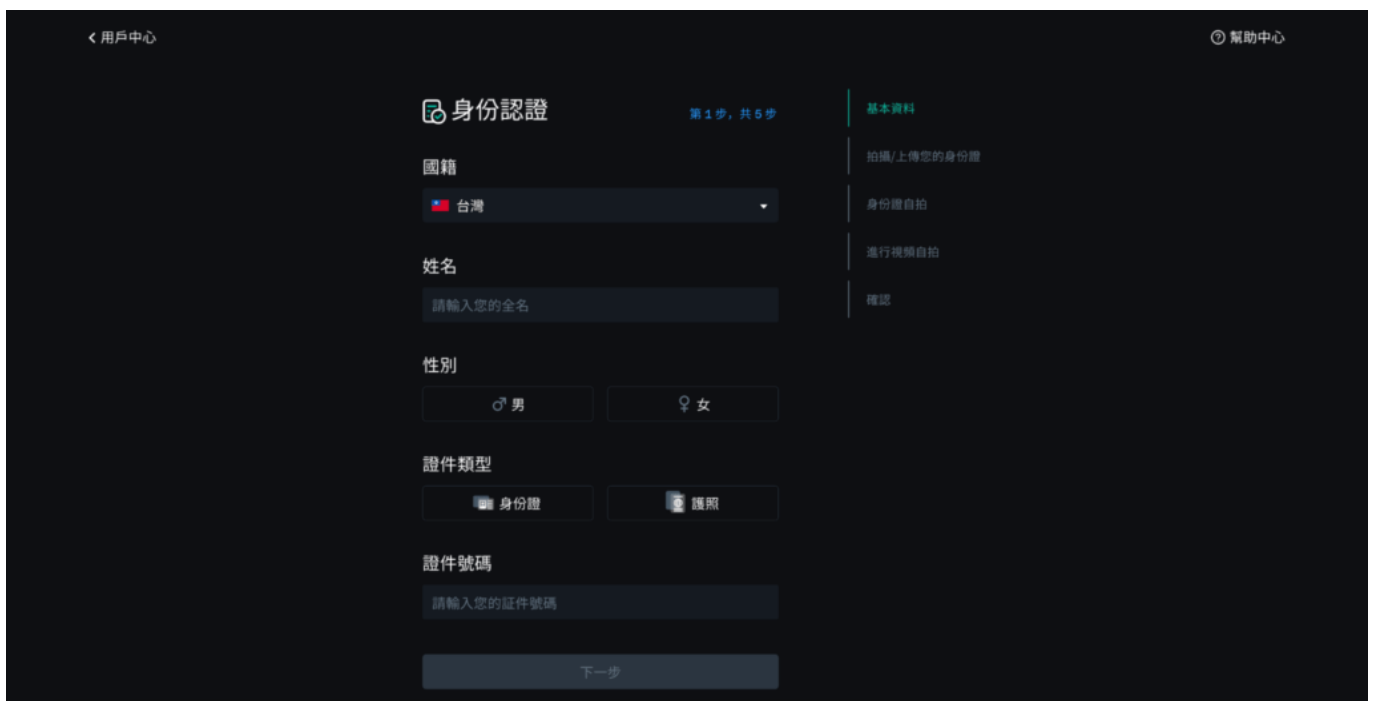 用戶中心
幫助中心
身份認證
第 1 步, 共 5 步
國籍
台灣
姓名
請輸入您的全名
性別
男
女
證件類型
身份證
護照
證件號碼
請輸入您的証件號碼
下一步
基本資料
拍攝/上傳您的身份證
身份證自拍
進行視頻自拍
確認